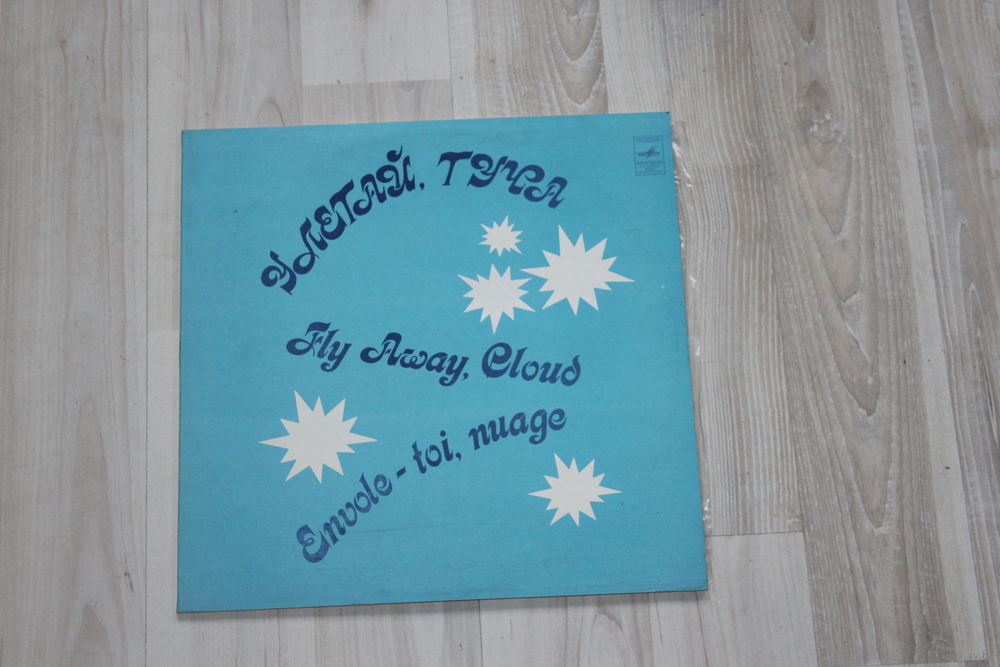 УЛЕТАЙ, ТУЧА
Fly Away, Cloud
Envole-toi, nuage